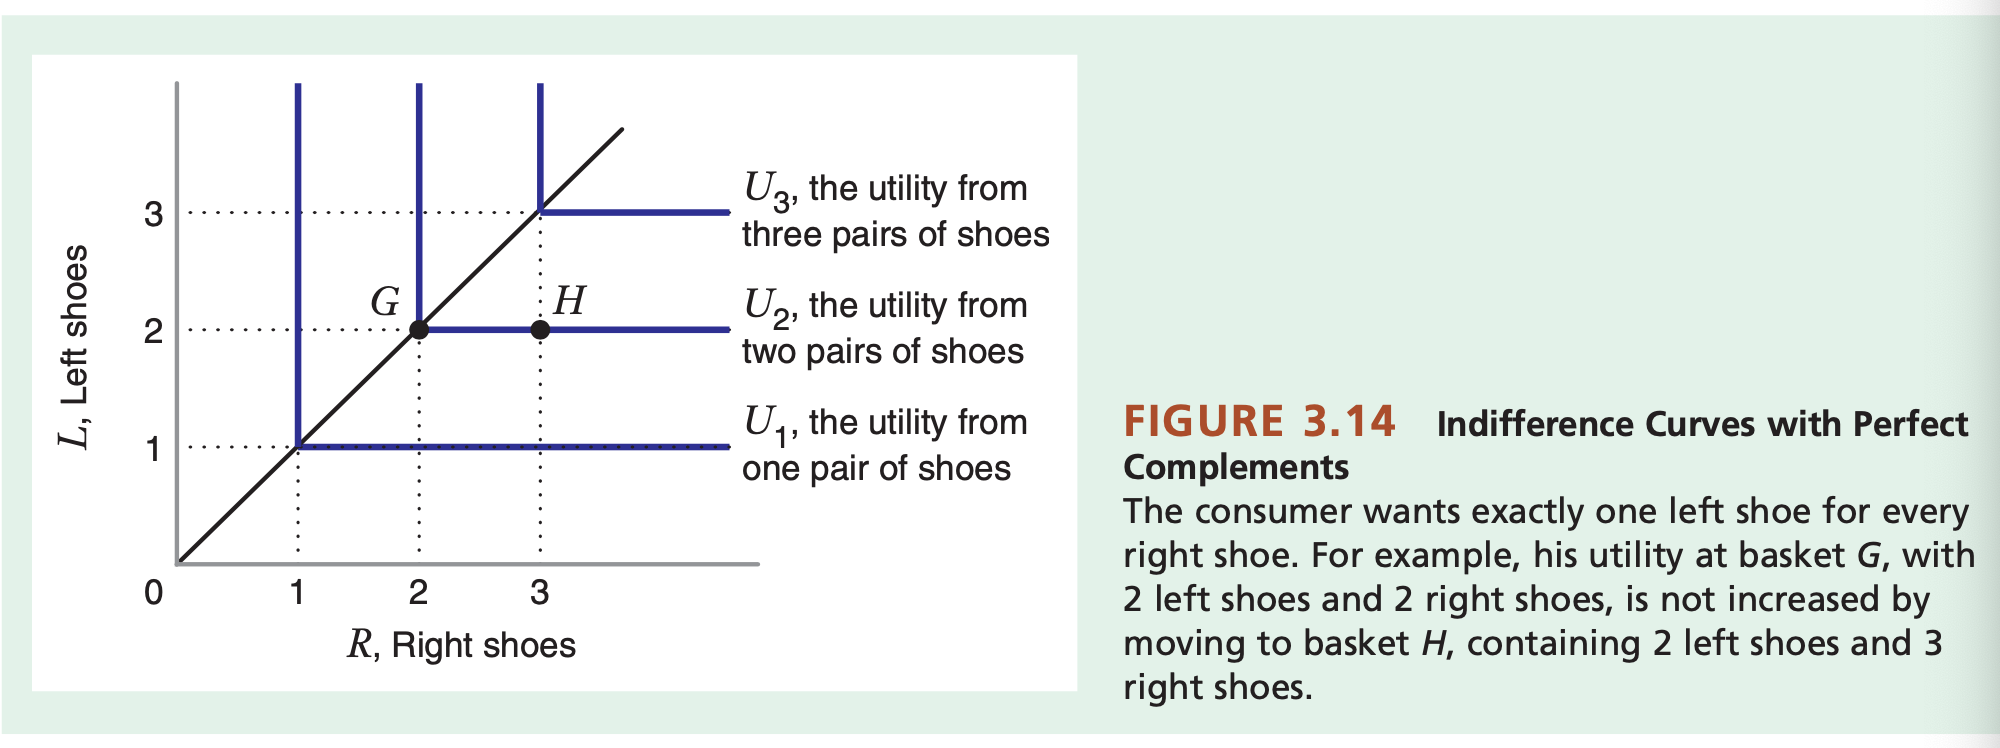 3
2
1
0
1 2 3
L, Left shoes
R, Right shoes
G
H
U3, the utility from
three pairs of shoes
U2, the utility from
two pairs of shoes
U1, the utility from
one pair of shoes
FIGURE 3.14 Indifference Curves with Perfect
Complements
The consumer wants exactly one left shoe for every
right shoe. For example, his utility at basket G, with
2 left shoes and 2 right shoes, is not increased by
moving to basket H, containing 2 left shoes and 3
right shoes.